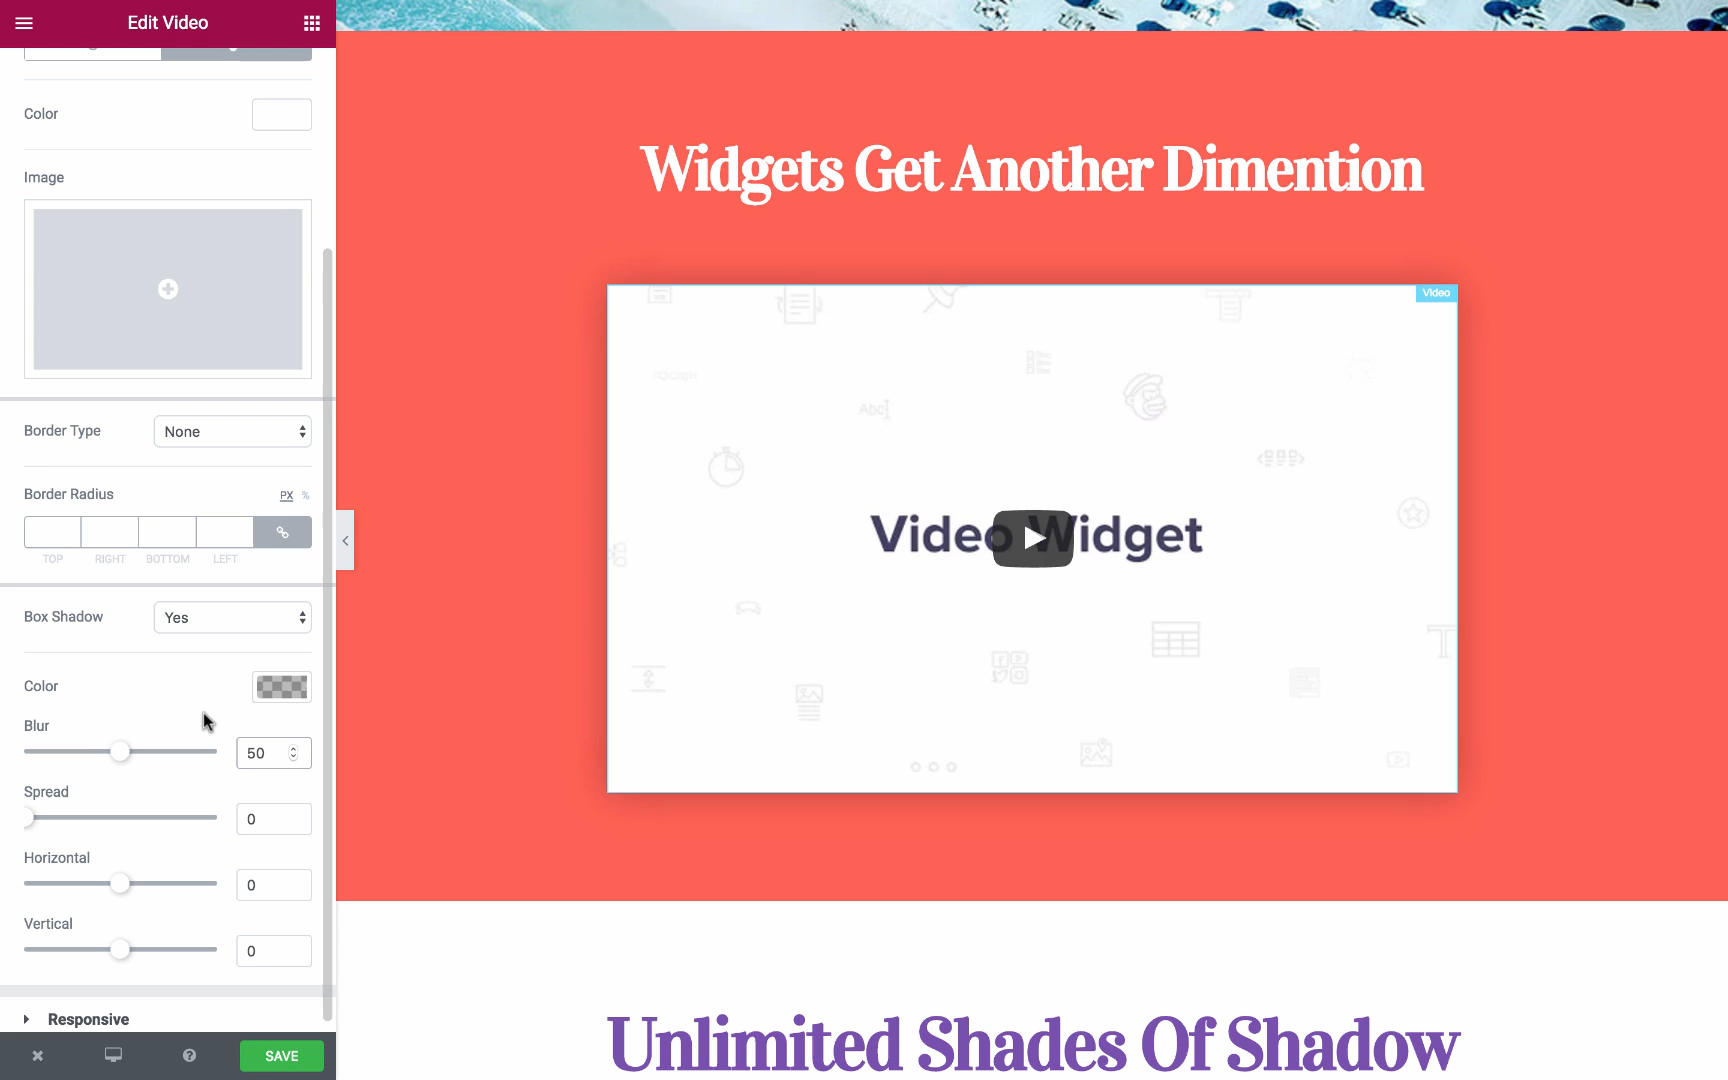 Edit Video
Color
Image
Border Type
None
Border Radius
PX %
TOP RIGHT BOTTOM LEFT
Box Shadow
Yes
Color
Blur
50
Spread
0
Horizontal
0
Vertical
0
Responsive
SAVE
Widgets Get Another Dimention
Video
Abc
Video Widget
Unlimited Shades Of Shadow